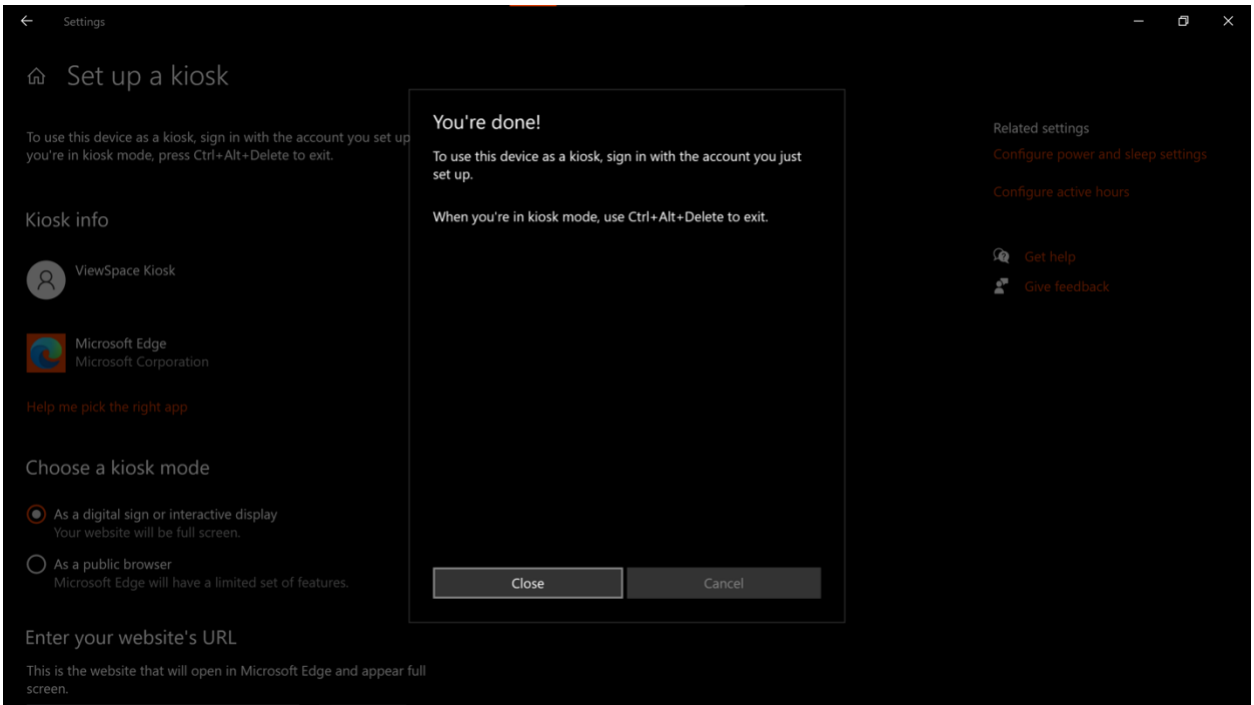 Settings
Set up a kiosk
To use this device as a kiosk, sign in with the account you set up
you're in kiosk mode, press Ctrl+Alt+Delete to exit.
Kiosk info
ViewSpace Kiosk
Microsoft Edge
Microsoft Corporation
Help me pick the right app
Choose a kiosk mode
As a digital sign or interactive display
Your website will be full screen.
As a public browser
Microsoft Edge will have a limited set of features.
Enter your website's URL
This is the website that will open in Microsoft Edge and appear full
screen.
You're done!
To use this device as a kiosk, sign in with the account you just
set up.
When you're in kiosk mode, use Ctrl+Alt+Delete to exit.
Close
Cancel
Related settings
Configure power and sleep settings
Configure active hours
Get help
Give feedback